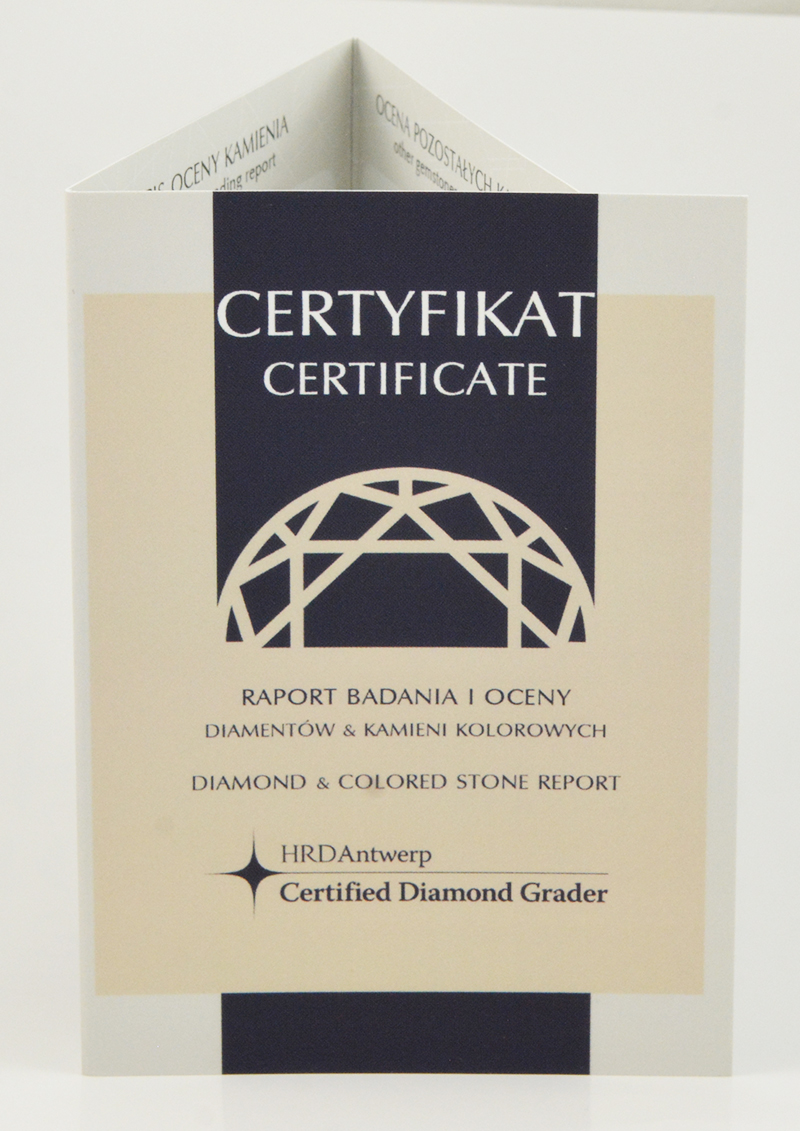 OCENY KAMIENIA
report
OCENA POZOSTAŁYCH
other
CERTYFIKAT
CERTIFICATE
RAPORT BADANIA I OCENY
DIAMENTÓW & KAMIENI KOLOROWYCH
DIAMOND & COLORED STONE REPORT
HRDAntwerp
Certified Diamond Grader